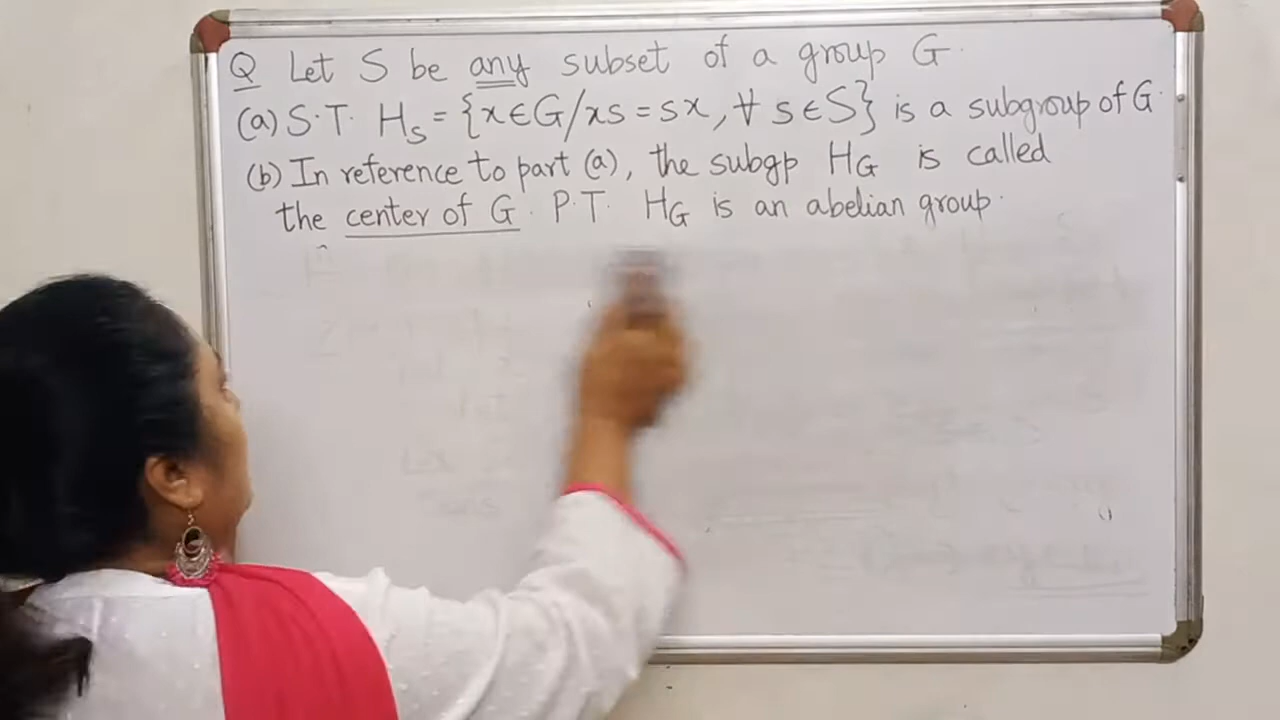 Q Let S be any subset of a group G.
(a) S.T. H_S = {x∈G/xs = sx, ∀ s∈S} is a subgroup of G.
(b) In reference to part (a), the subgp H_G is called
the center of G. P.T. H_G is an abelian group.